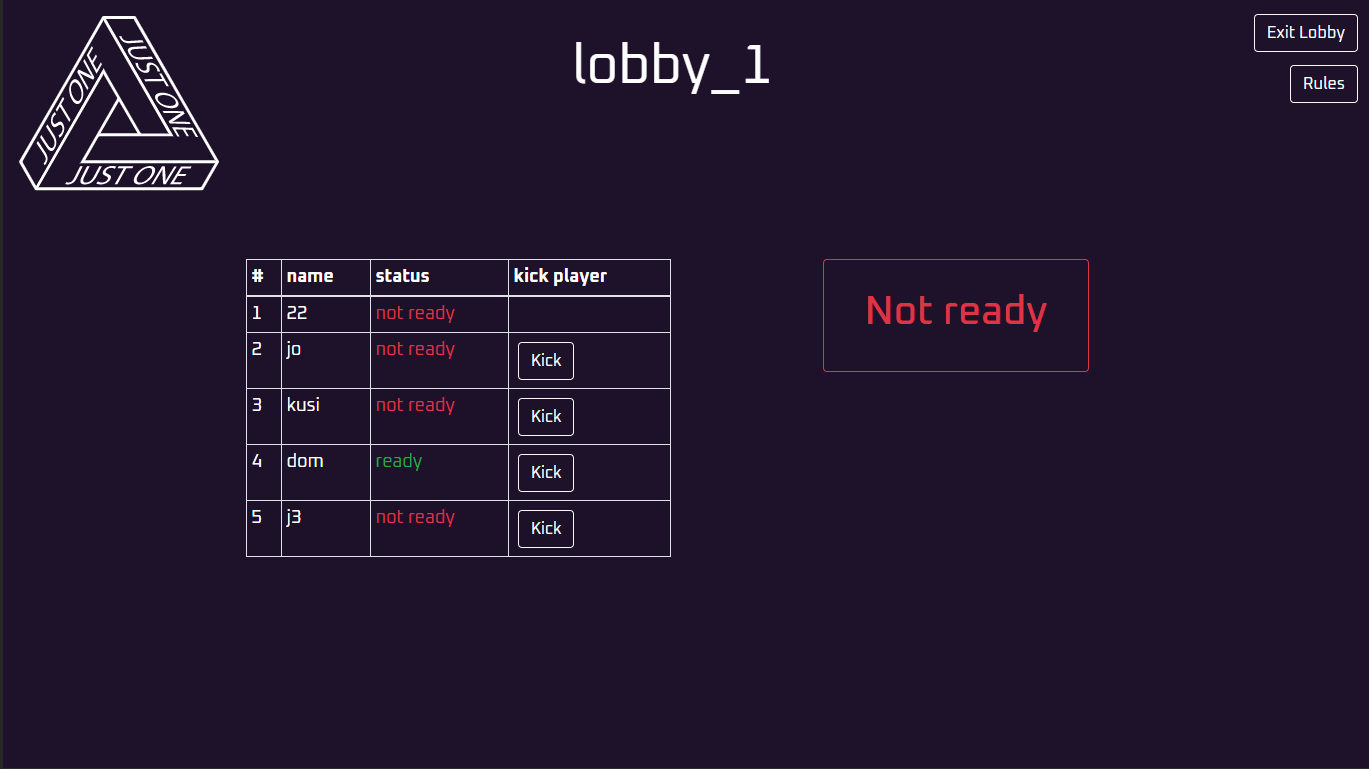 JUST ONE
JUST ONE
JUST ONE
lobby_1
Exit Lobby
Rules
# name status kick player
1 22 not ready
2 jo not ready Kick
3 kusi not ready Kick
4 dom ready Kick
5 j3 not ready Kick
Not ready